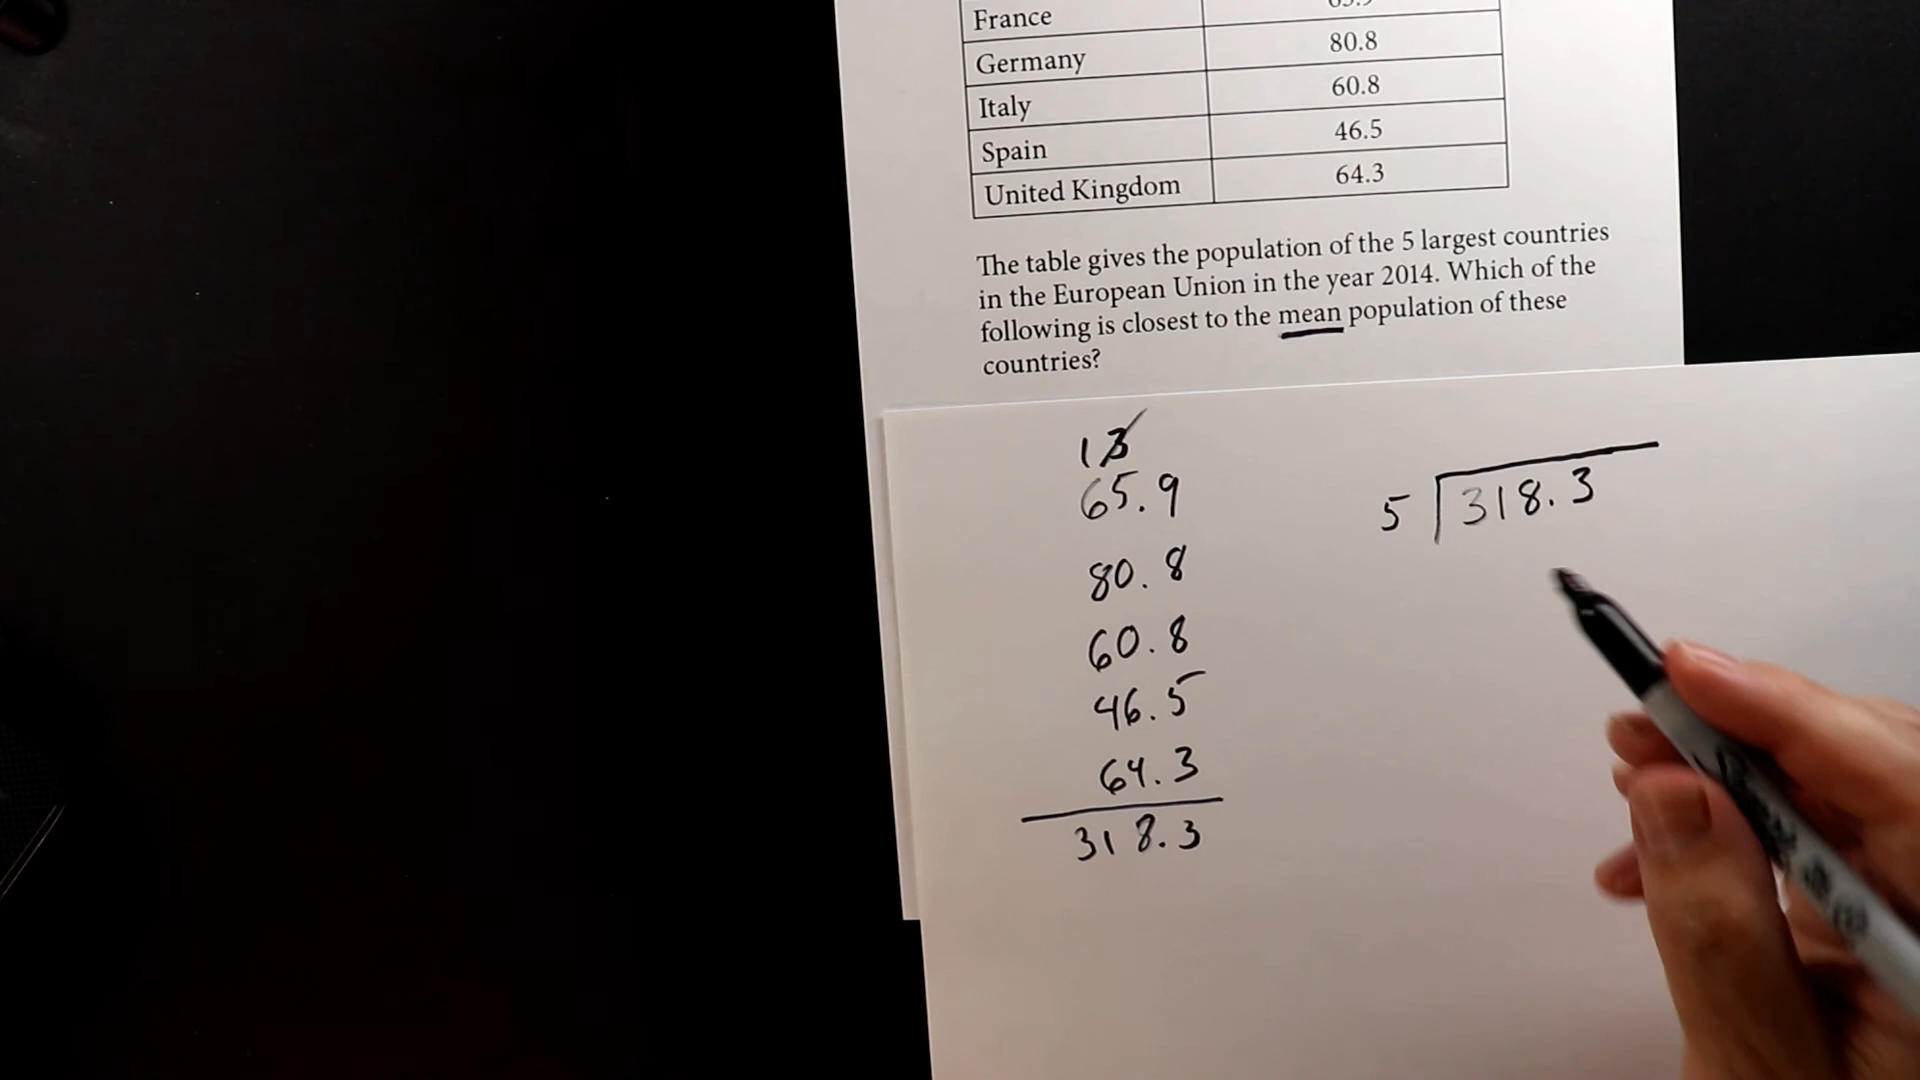 France 65.9
Germany 80.8
Italy 60.8
Spain 46.5
United Kingdom 64.3
The table gives the population of the 5 largest countries
in the European Union in the year 2014. Which of the
following is closest to the mean population of these
countries?
13
65.9
80.8
60.8
46.5
64.3
318.3
5 318.3